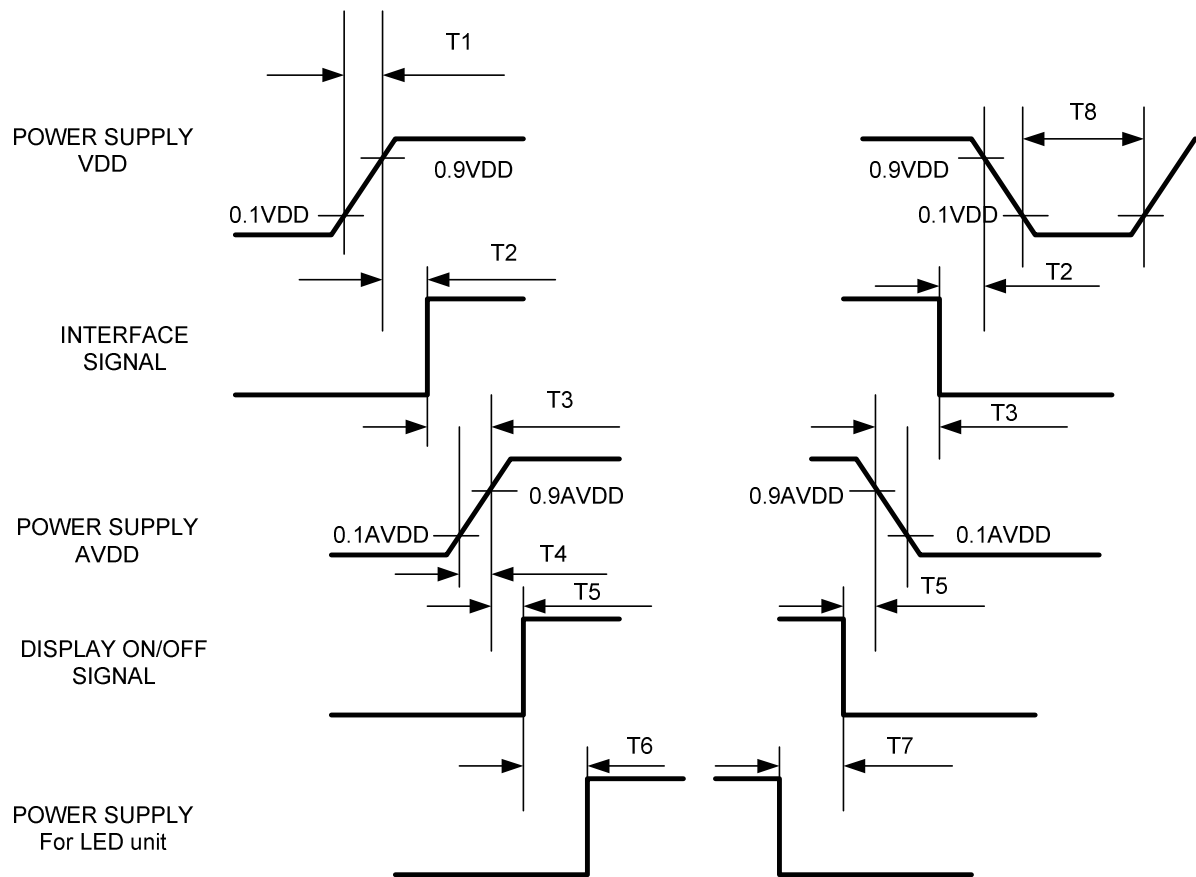 T1
POWER SUPPLY
VDD
0.9VDD
0.1VDD
T8
0.9VDD
0.1VDD
T2
T2
INTERFACE
SIGNAL
T3
T3
POWER SUPPLY
AVDD
0.9AVDD
0.1AVDD
0.9AVDD
0.1AVDD
T4
T5
T5
DISPLAY ON/OFF
SIGNAL
T6
T7
POWER SUPPLY
For LED unit